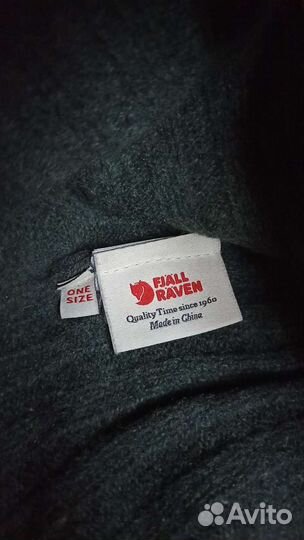 ONE
SIZE
FJÄLL
RÄVEN
Quality Time since 1960
Made in China
Avito